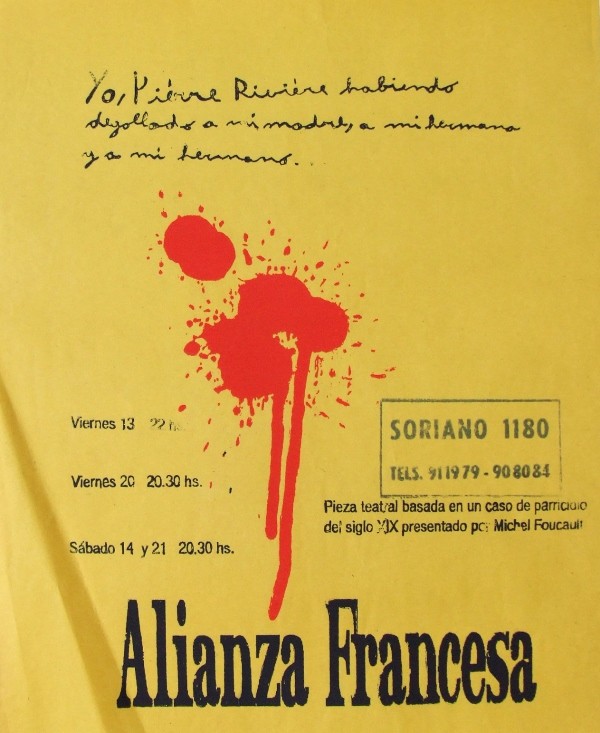 Yo, Pierre Rivière habiendo
degollado a mi madre, a mi hermana
y a mi hermano.
Viernes 13 22 hs.
SORIANO 1180
TELS. 911979 - 908084
Viernes 20 20.30 hs.
Pieza teatral basada en un caso de parricidio
del siglo XIX presentado por Michel Foucault
Sábado 14 y 21 20.30 hs.
Alianza Francesa